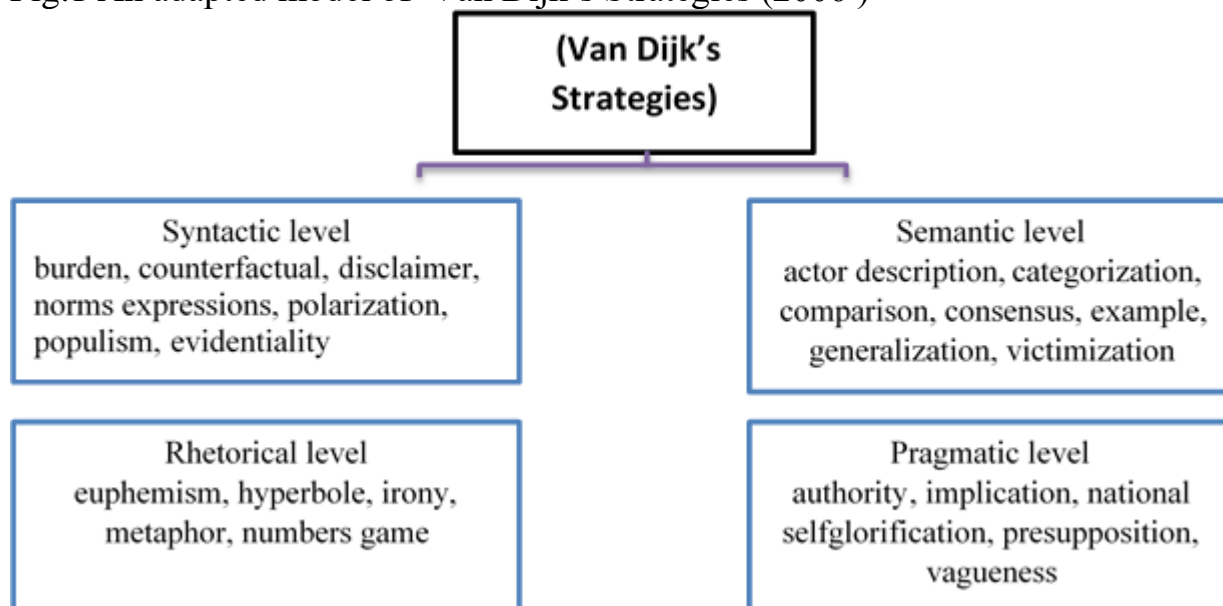 (Van Dijk's
Strategies)
Syntactic level
burden, counterfactual, disclaimer,
norms expressions, polarization,
populism, evidentiality
Semantic level
actor description, categorization,
comparison, consensus, example,
generalization, victimization
Rhetorical level
euphemism, hyperbole, irony,
metaphor, numbers game
Pragmatic level
authority, implication, national
selfglorification, presupposition,
vagueness